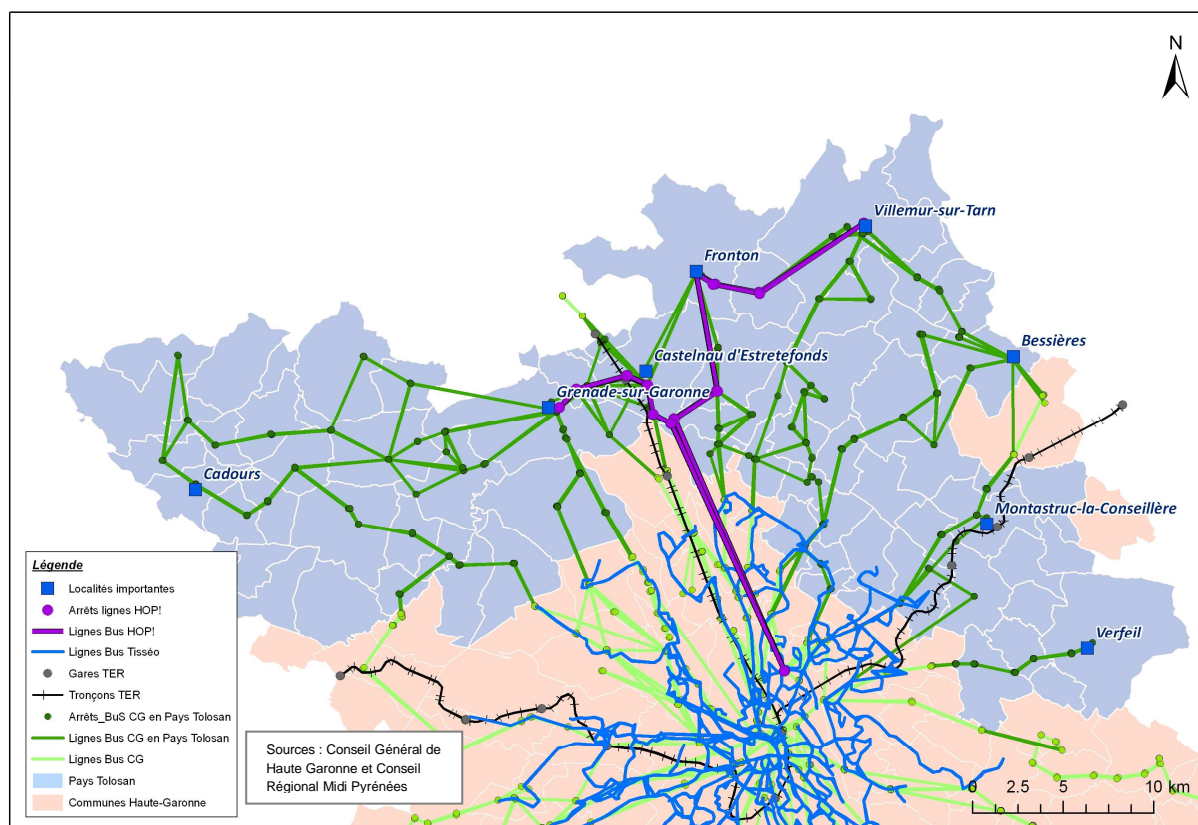 N
Villemur-sur-Tarn
Fronton
Bessières
Castelnau d'Estretefonds
Grenade-sur-Garonne
Cadours
Montastruc-la-Conseillère
Verfeil
Légende
Localités importantes
Arrêts lignes HOP!
Lignes Bus HOP!
Lignes Bus Tisséo
Gares TER
Tronçons TER
Arrêts_BuS CG en Pays Tolosan
Lignes Bus CG en Pays Tolosan
Lignes Bus CG
Pays Tolosan
Communes Haute-Garonne
Sources : Conseil Général de
Haute Garonne et Conseil
Régional Midi Pyrénées
0 2.5 5 10 km